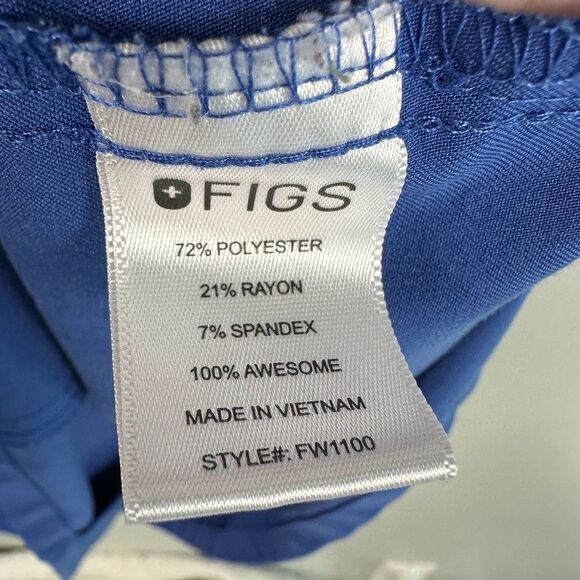 FIGS
72% POLYESTER
21% RAYON
7% SPANDEX
100% AWESOME
MADE IN VIETNAM
STYLE#: FW1100